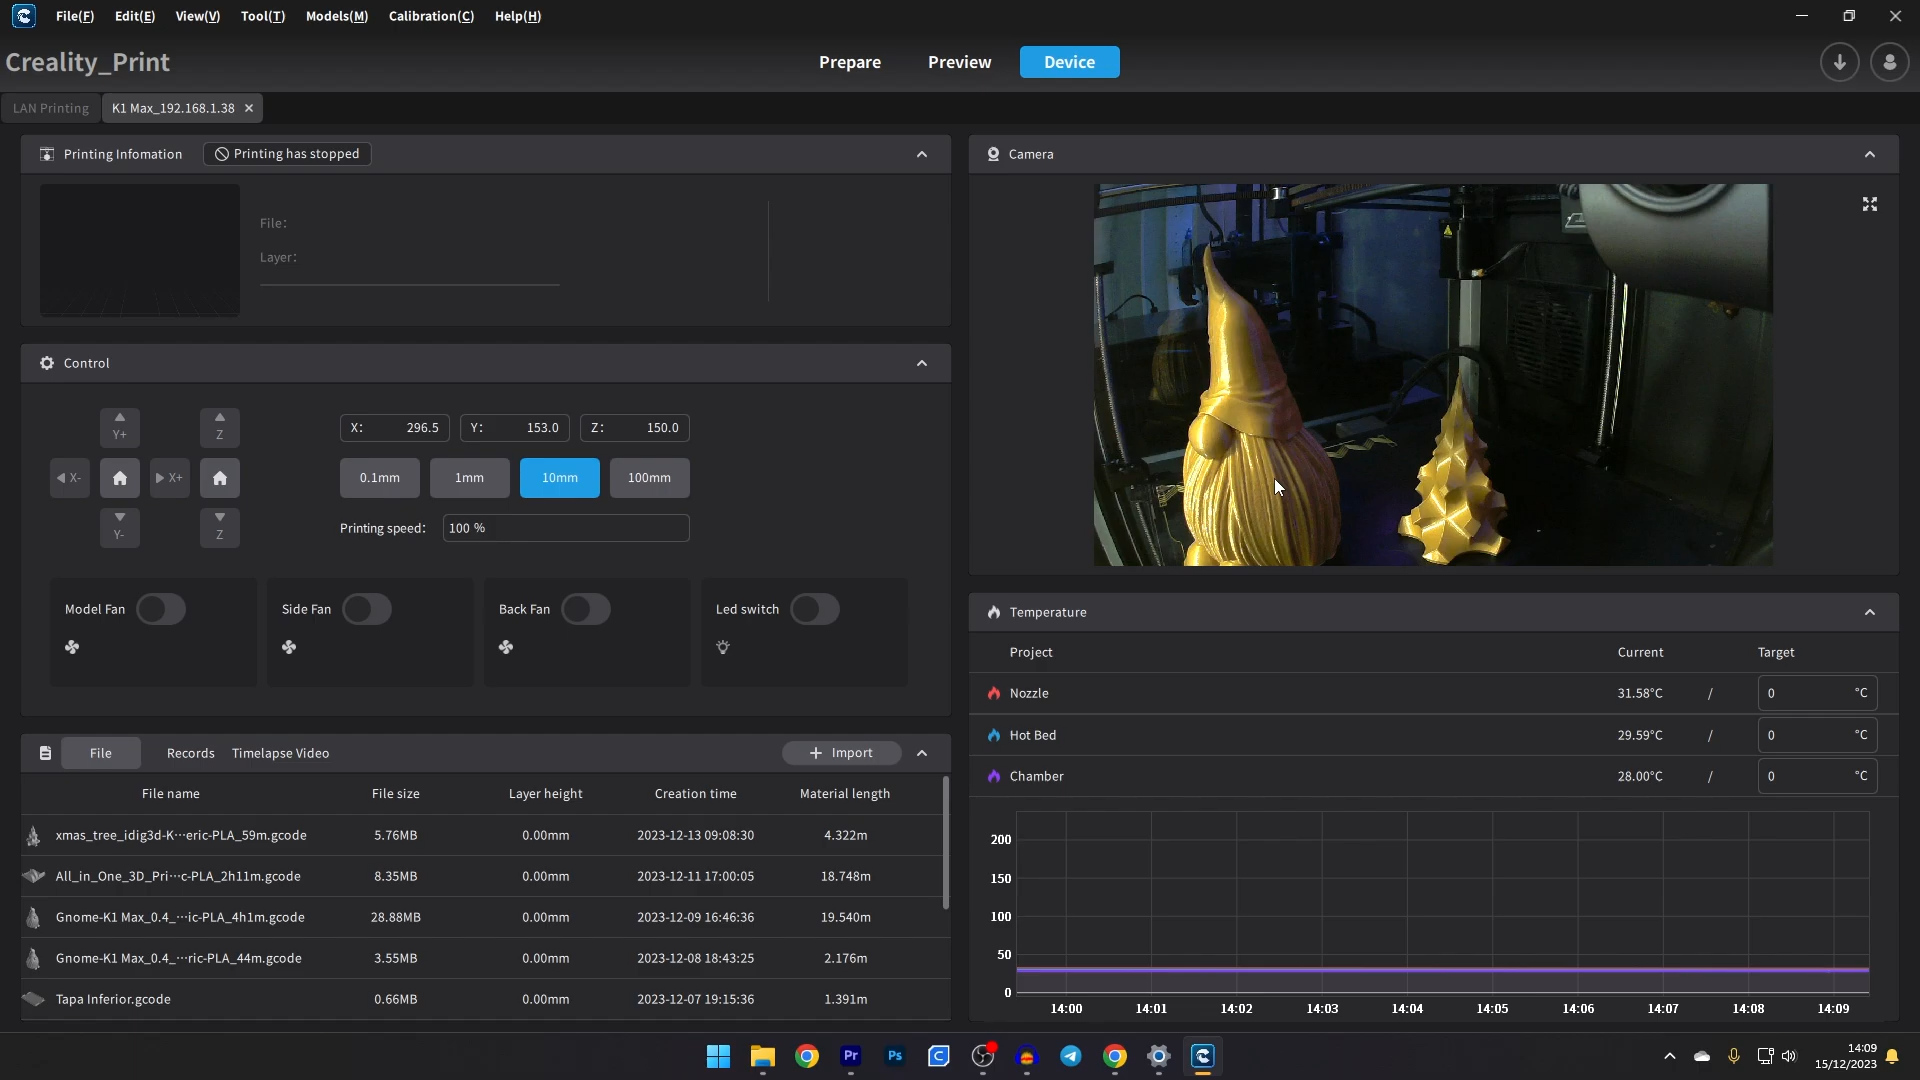 File(F) Edit(E) View(V) Tool(T) Models(M) Calibration(C) Help(H)
Creality_Print
Prepare Preview Device
LAN Printing K1 Max_192.168.1.38
Printing Infomation Printing has stopped
File:
Layer:
Control
Y+ Z
X- X+
Y- Z
X: 296.5 Y: 153.0 Z: 150.0
0.1mm 1mm 10mm 100mm
Printing speed: 100 %
Model Fan Side Fan Back Fan Led switch
File Records Timelapse Video + Import
File name File size Layer height Creation time Material length
xmas_tree_idig3d-K···eric-PLA_59m.gcode 5.76MB 0.00mm 2023-12-13 09:08:30 4.322m
All_in_One_3D_Pri···c-PLA_2h11m.gcode 8.35MB 0.00mm 2023-12-11 17:00:05 18.748m
Gnome-K1 Max_0.4_···ic-PLA_4h1m.gcode 28.88MB 0.00mm 2023-12-09 16:46:36 19.540m
Gnome-K1 Max_0.4_···ric-PLA_44m.gcode 3.55MB 0.00mm 2023-12-08 18:43:25 2.176m
Tapa Inferior.gcode 0.66MB 0.00mm 2023-12-07 19:15:36 1.391m
Camera
Temperature
Project Current Target
Nozzle 31.58°C / 0 °C
Hot Bed 29.59°C / 0 °C
Chamber 28.00°C / 0 °C
200
150
100
50
0
14:00 14:01 14:02 14:03 14:04 14:05 14:06 14:07 14:08 14:09
Pr Ps
14:09
15/12/2023